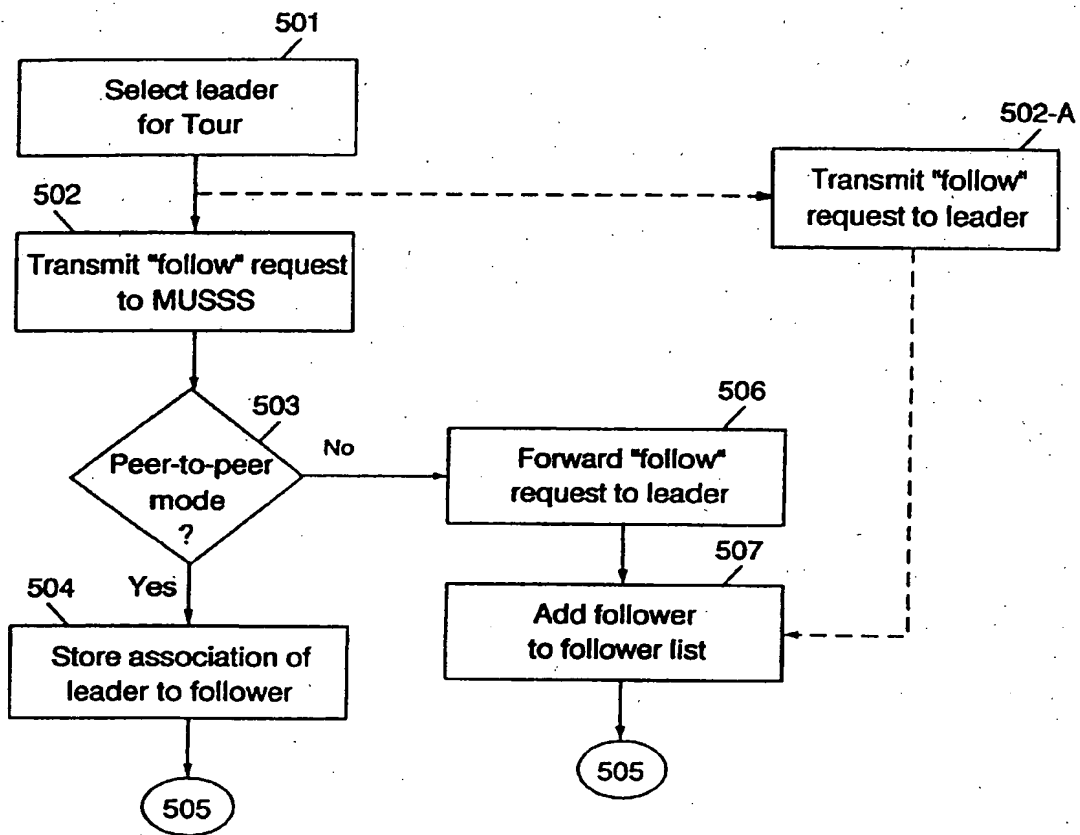 501
Select leader
for Tour
502-A
Transmit "follow"
request to leader
502
Transmit "follow" request
to MUSSS
503
Peer-to-peer
mode
?
No
Yes
506
Forward "follow"
request to leader
507
Add follower
to follower list
504
Store association of
leader to follower
505
505